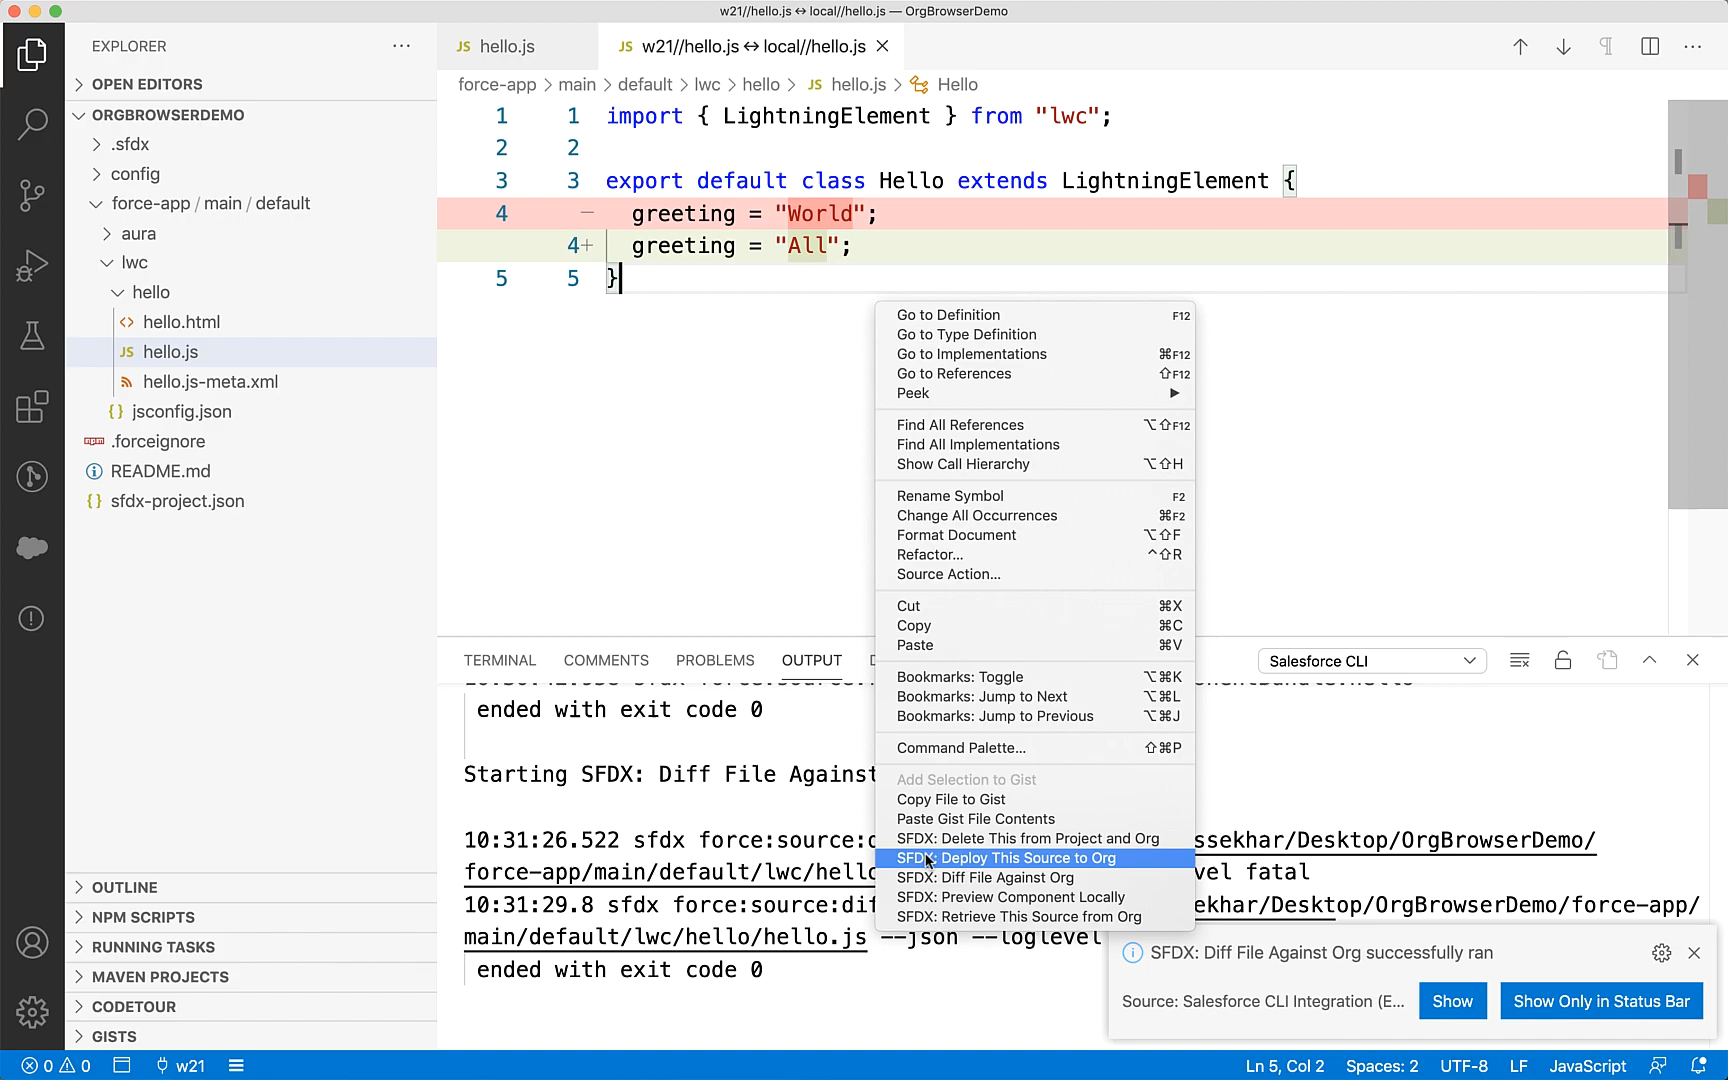 w21//hello.js ↔ local//hello.js — OrgBrowserDemo
EXPLORER
OPEN EDITORS
ORGBROWSERDEMO
.sfdx
config
force-app / main / default
aura
lwc
hello
hello.html
JS hello.js
hello.js-meta.xml
{} jsconfig.json
npm .forceignore
README.md
{} sfdx-project.json
OUTLINE
NPM SCRIPTS
RUNNING TASKS
MAVEN PROJECTS
CODETOUR
GISTS
JS hello.js
JS w21//hello.js ↔ local//hello.js
force-app > main > default > lwc > hello > JS hello.js > Hello
1 1 import { LightningElement } from "lwc";
2 2
3 3 export default class Hello extends LightningElement {
4 — greeting = "World";
4+ greeting = "All";
5 5 }
Go to Definition F12
Go to Type Definition
Go to Implementations ⌘F12
Go to References ⇧F12
Peek
Find All References ⌥⇧F12
Find All Implementations
Show Call Hierarchy ⌥⇧H
Rename Symbol F2
Change All Occurrences ⌘F2
Format Document ⌥⇧F
Refactor... ^⇧R
Source Action...
Cut ⌘X
Copy ⌘C
Paste ⌘V
Bookmarks: Toggle ⌥⌘K
Bookmarks: Jump to Next ⌥⌘L
Bookmarks: Jump to Previous ⌥⌘J
Command Palette... ⇧⌘P
Add Selection to Gist
Copy File to Gist
Paste Gist File Contents
SFDX: Delete This from Project and Org
SFDX: Deploy This Source to Org
SFDX: Diff File Against Org
SFDX: Preview Component Locally
SFDX: Retrieve This Source from Org
TERMINAL COMMENTS PROBLEMS OUTPUT Salesforce CLI
ended with exit code 0
Starting SFDX: Diff File Against
10:31:26.522 sfdx force:source:d ssekhar/Desktop/OrgBrowserDemo/
force-app/main/default/lwc/hello vel fatal
10:31:29.8 sfdx force:source:dif sekhar/Desktop/OrgBrowserDemo/force-app/
main/default/lwc/hello/hello.js --json --loglevel
ended with exit code 0
SFDX: Diff File Against Org successfully ran
Source: Salesforce CLI Integration (E... Show Show Only in Status Bar
0 0 w21 Ln 5, Col 2 Spaces: 2 UTF-8 LF JavaScript